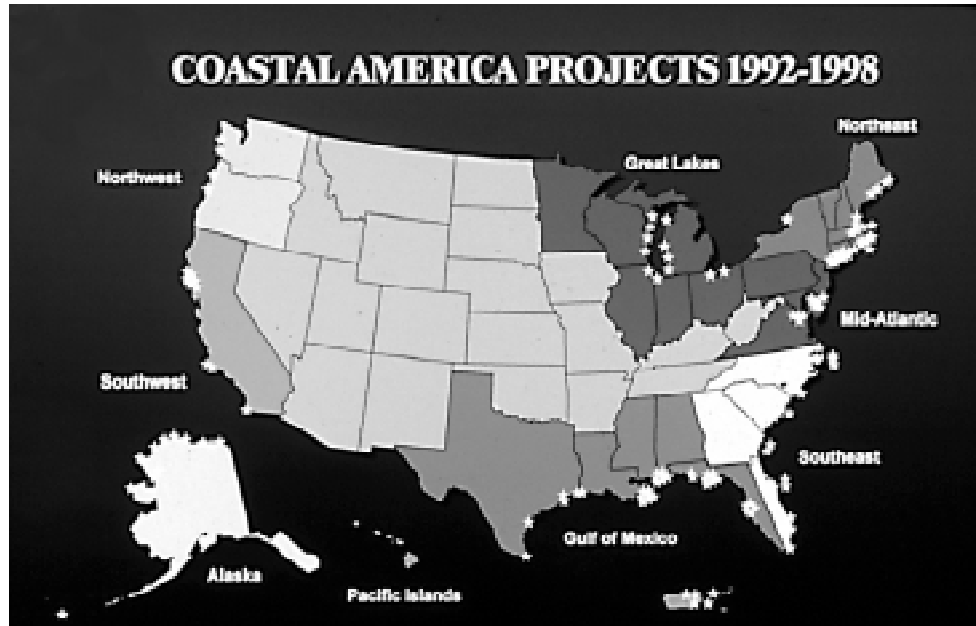 COASTAL AMERICA PROJECTS 1992-1998
Northeast
Great Lakes
Northwest
Mid-Atlantic
Southwest
Southeast
Gulf of Mexico
Alaska
Pacific Islands